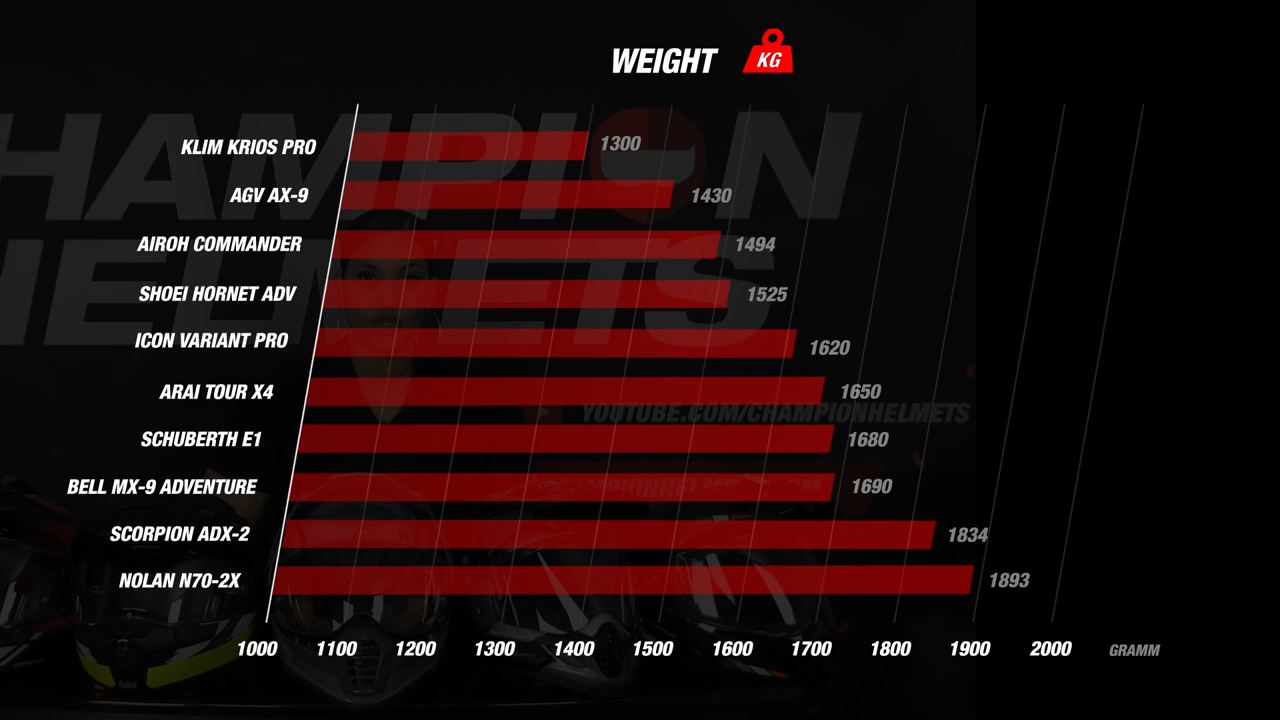 WEIGHT KG
CHAMPION
HELMETS
KLIM KRIOS PRO 1300
AGV AX-9 1430
AIROH COMMANDER 1494
SHOEI HORNET ADV 1525
ICON VARIANT PRO 1620
ARAI TOUR X4 1650
YOUTUBE.COM/CHAMPIONHELMETS
SCHUBERTH E1 1680
BELL MX-9 ADVENTURE 1690
SCORPION ADX-2 1834
NOLAN N70-2X 1893
1000 1100 1200 1300 1400 1500 1600 1700 1800 1900 2000 GRAMM